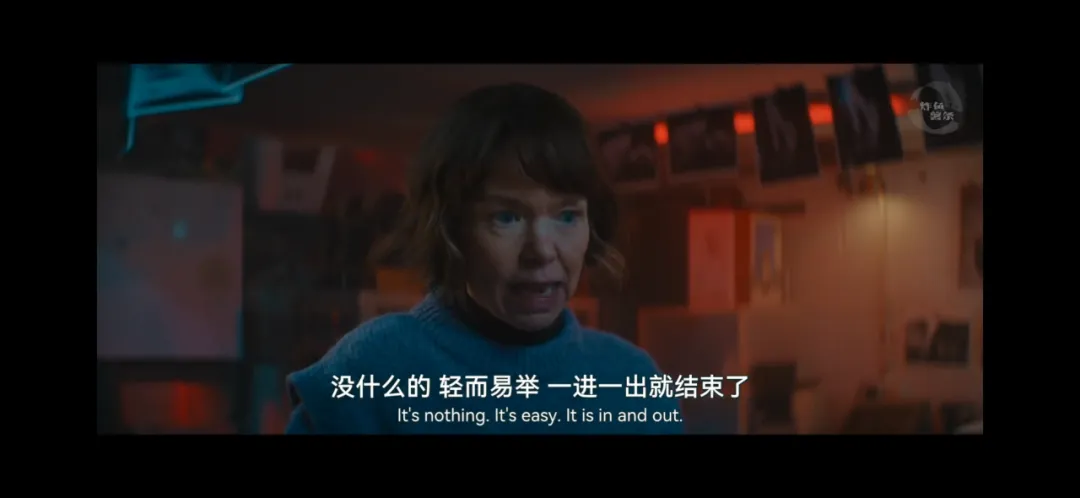 炸ّ
没什么的 轻而易举 一进一出就结束了
It's nothing. It's easy. It is in and out.